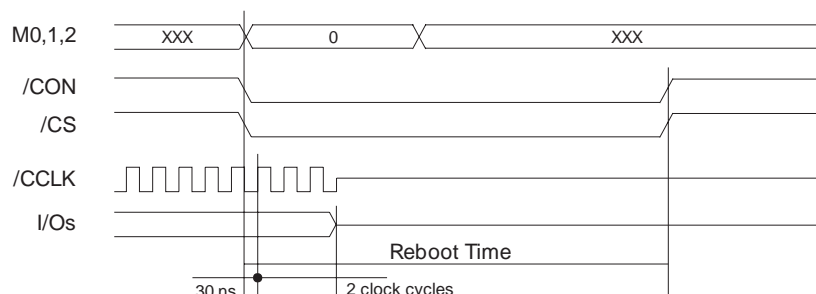 M0,1,2 XXX 0 XXX
/CON
/CS
/CCLK
I/Os
Reboot Time
30 ns 2 clock cycles